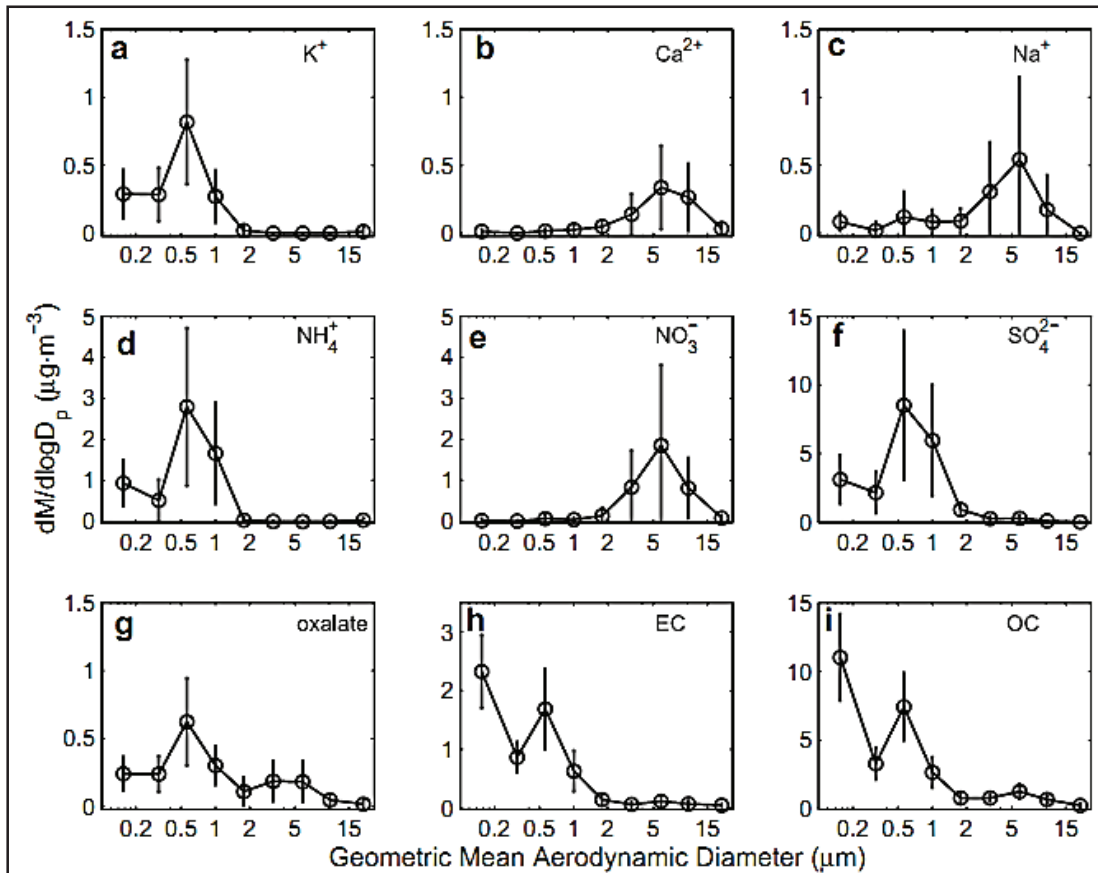 a K⁺
1.5
1
0.5
0
0.2 0.5 1 2 5 15
b Ca²⁺
1.5
1
0.5
0
0.2 0.5 1 2 5 15
c Na⁺
1.5
1
0.5
0
0.2 0.5 1 2 5 15
dM/dlogDₚ (μg·m⁻³)
d NH₄⁺
5
4
3
2
1
0
0.2 0.5 1 2 5 15
e NO₃⁻
5
4
3
2
1
0
0.2 0.5 1 2 5 15
f SO₄²⁻
15
10
5
0
0.2 0.5 1 2 5 15
g oxalate
1.5
1
0.5
0
0.2 0.5 1 2 5 15
h EC
3
2
1
0
0.2 0.5 1 2 5 15
i OC
15
10
5
0
0.2 0.5 1 2 5 15
Geometric Mean Aerodynamic Diameter (μm)